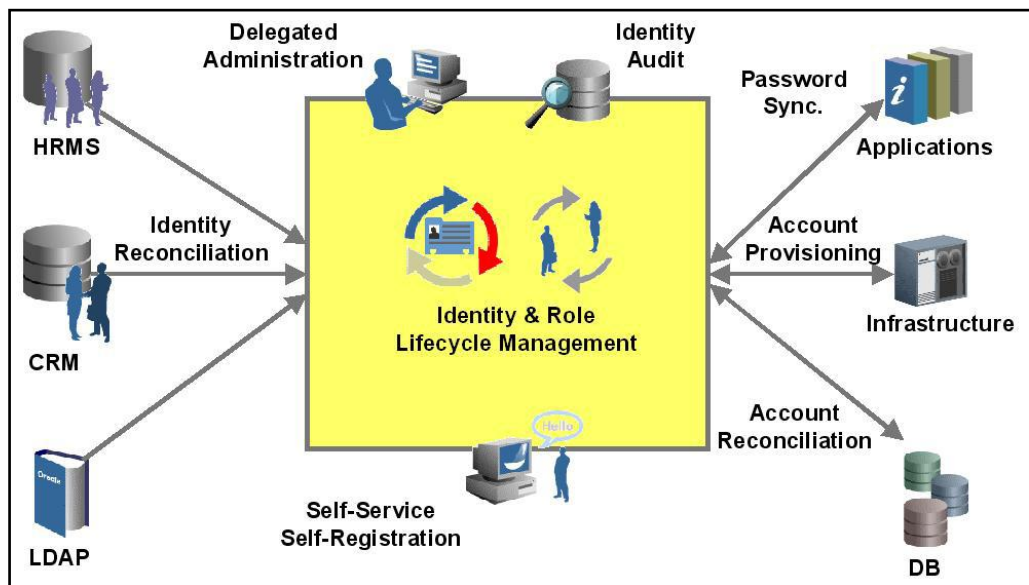 Delegated
Administration
Identity
Audit
HRMS
Password
Sync.
i
Applications
Identity
Reconciliation
CRM
Account
Provisioning
Infrastructure
Identity & Role
Lifecycle Management
Account
Reconciliation
Hello
Oracle
LDAP
Self-Service
Self-Registration
DB